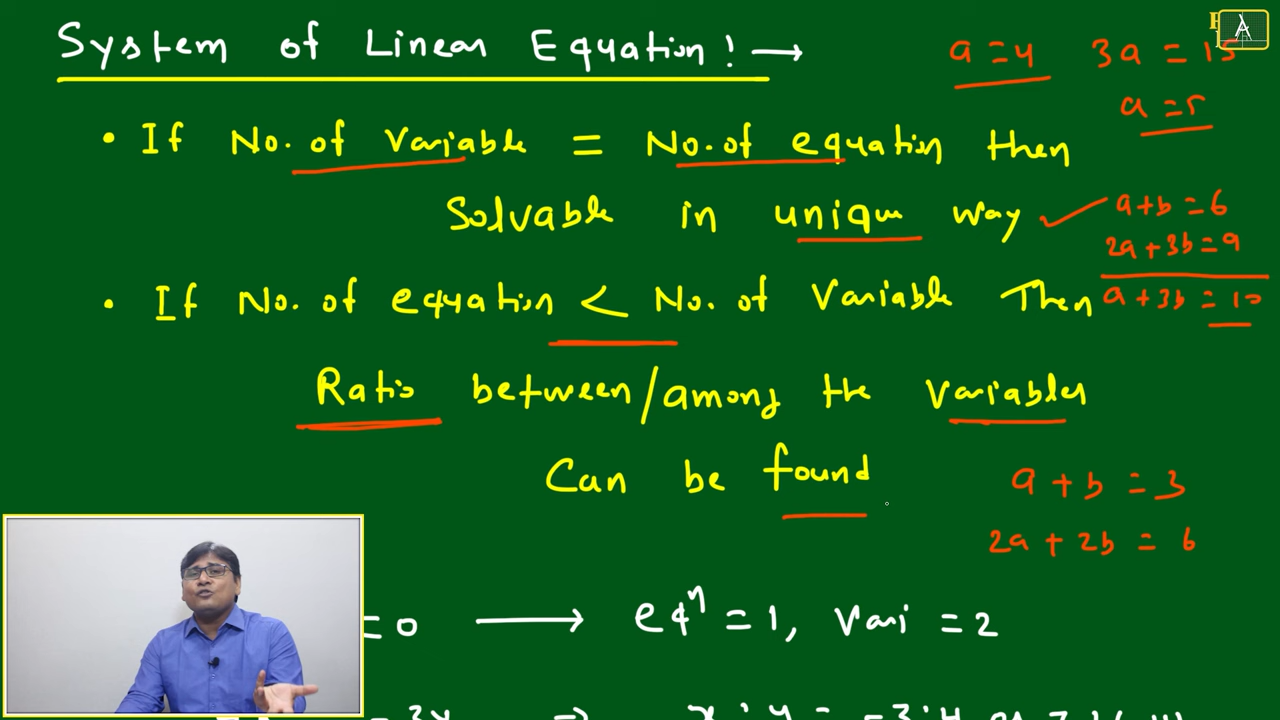 System of Linear Equation! →
a = 4 3a = 15
a = 5
• If No. of variable = No. of equation then
Solvable in unique way ✓
a + b = 6
2a + 3b = 9
a + 3b = 10
• If No. of equation < No. of variable Then
Ratio between/among the variables
Can be found
a + b = 3
2a + 2b = 6
= 0 → eqⁿ = 1, Vari = 2